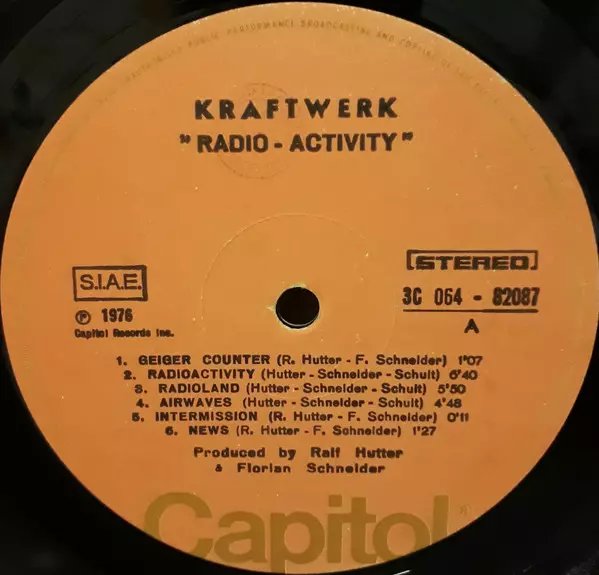 KRAFTWERK
"RADIO - ACTIVITY"
S.I.A.E.
STEREO
3C 064 - 82087
℗ 1976
A
Capitol Records Inc.
1. GEIGER COUNTER (R. Hutter - F. Schneider) 1'07
2. RADIOACTIVITY (Hutter - Schneider - Schult) 6'40
3. RADIOLAND (Hutter - Schneider - Schult) 5'50
4. AIRWAVES (Hutter - Schneider - Schult) 4'48
5. INTERMISSION (R. Hutter - F. Schneider) 0'11
6. NEWS (R. Hutter - F. Schneider) 1'27
Produced by Ralf Hutter
& Florian Schneider
Capitol